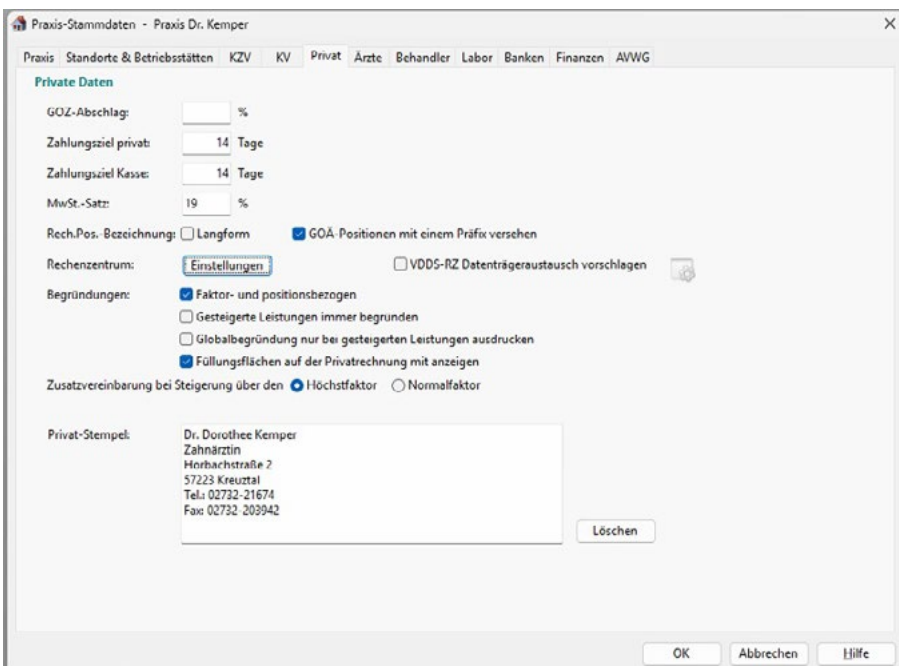 Praxis-Stammdaten - Praxis Dr. Kemper
Praxis Standorte & Betriebsstätten KZV KV Privat Ärzte Behandler Labor Banken Finanzen AVWG
Private Daten
GOZ-Abschlag: %
Zahlungsziel privat: 14 Tage
Zahlungsziel Kasse: 14 Tage
MwSt.-Satz: 19 %
Rech.Pos.-Bezeichnung: Langform GOÄ-Positionen mit einem Präfix versehen
Rechenzentrum: Einstellungen VDDS-RZ Datenträgeraustausch vorschlagen
Begründungen: Faktor- und positionsbezogen
Gesteigerte Leistungen immer begründen
Globalbegründung nur bei gesteigerten Leistungen ausdrucken
Füllungsflächen auf der Privatrechnung mit anzeigen
Zusatzvereinbarung bei Steigerung über den Höchstfaktor Normalfaktor
Privat-Stempel: Dr. Dorothee Kemper
Zahnärztin
Horbachstraße 2
57223 Kreuztal
Tel.: 02732-21674
Fax: 02732-203942
Löschen
OK Abbrechen Hilfe